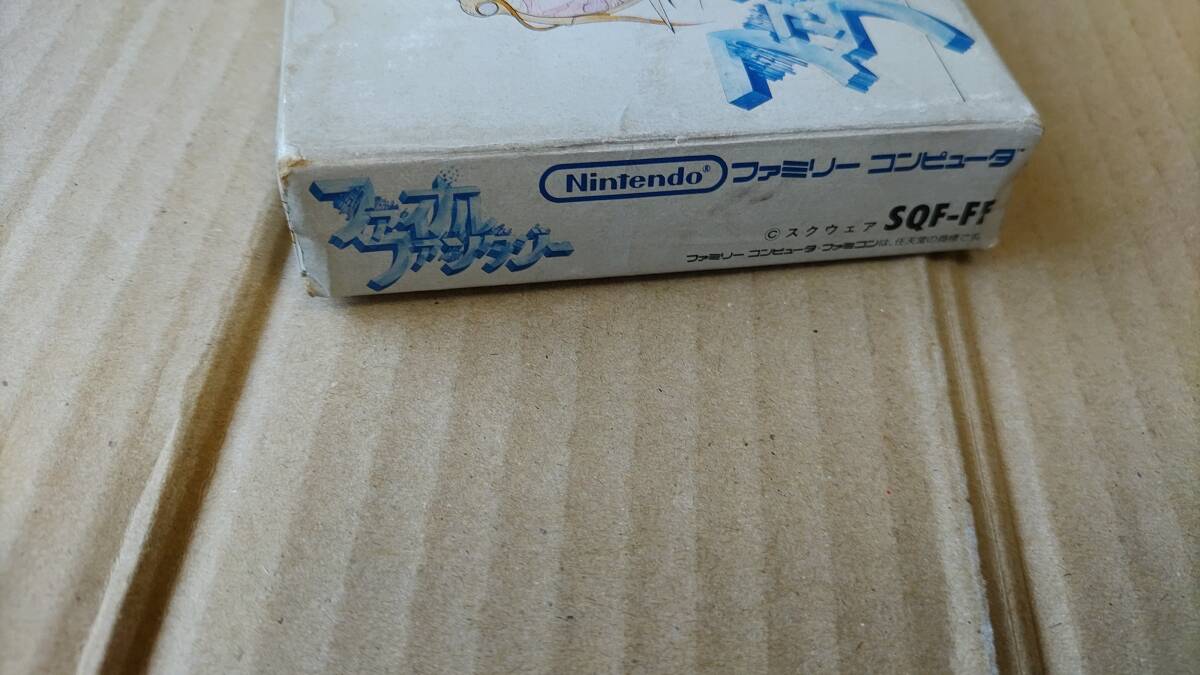 ファイナル
ファンタジー
Nintendo® ファミリー コンピュータ™
© スクウェア SQF-FF
ファミリー コンピュータ・ファミコンは、任天堂の商標です。